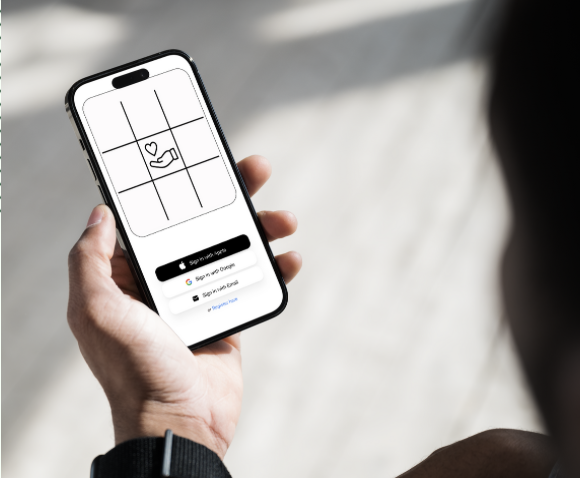 Sign in with Apple
Sign in with Google
Sign in with Email
or Register here